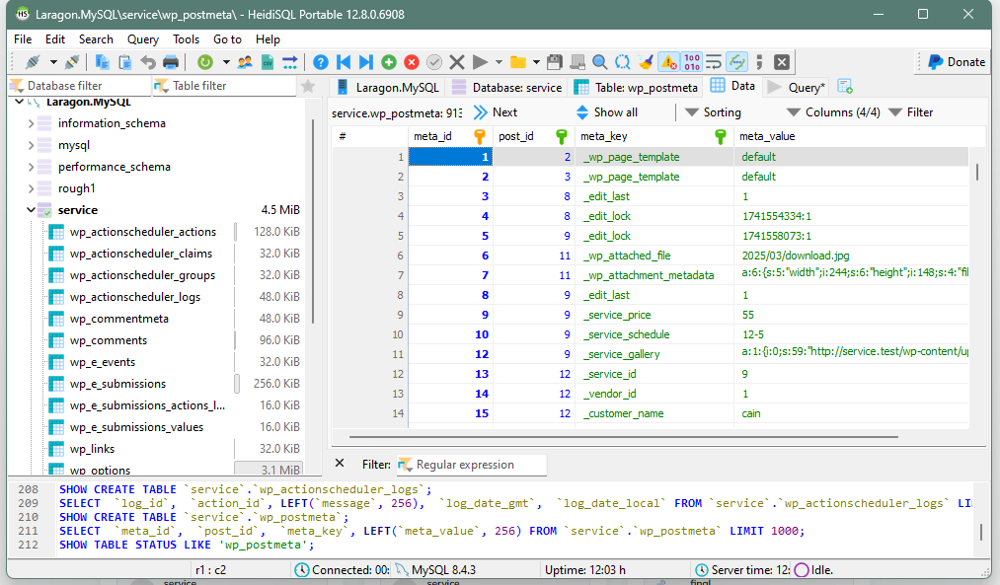 Laragon.MySQL\service\wp_postmeta\ - HeidiSQL Portable 12.8.0.6908
File Edit Search Query Tools Go to Help
Donate
Database filter Table filter
Laragon.MySQL Database: service Table: wp_postmeta Data Query*
service.wp_postmeta: 913 Next Show all Sorting Columns (4/4) Filter
Laragon.MySQL
information_schema
mysql
performance_schema
rough1
service 4.5 MiB
wp_actionscheduler_actions 128.0 KiB
wp_actionscheduler_claims 32.0 KiB
wp_actionscheduler_groups 32.0 KiB
wp_actionscheduler_logs 48.0 KiB
wp_commentmeta 48.0 KiB
wp_comments 96.0 KiB
wp_e_events 32.0 KiB
wp_e_submissions 256.0 KiB
wp_e_submissions_actions_l... 16.0 KiB
wp_e_submissions_values 16.0 KiB
wp_links 32.0 KiB
wp_options 3.1 MiB
# meta_id post_id meta_key meta_value
1 1 2 _wp_page_template default
2 2 3 _wp_page_template default
3 3 8 _edit_last 1
4 4 8 _edit_lock 1741554334:1
5 5 9 _edit_lock 1741558073:1
6 6 11 _wp_attached_file 2025/03/download.jpg
7 7 11 _wp_attachment_metadata a:6:{s:5:"width";i:244;s:6:"height";i:148;s:4:"fil
8 8 9 _edit_last 1
9 9 9 _service_price 55
10 10 9 _service_schedule 12-5
11 12 9 _service_gallery a:1:{i:0;s:59:"http://service.test/wp-content/up
12 13 12 _service_id 9
13 14 12 _vendor_id 1
14 15 12 _customer_name cain
Filter: Regular expression
208 SHOW CREATE TABLE `service`.`wp_actionscheduler_logs`;
209 SELECT `log_id`, `action_id`, LEFT(`message`, 256), `log_date_gmt`, `log_date_local` FROM `service`.`wp_actionscheduler_logs` LI
210 SHOW CREATE TABLE `service`.`wp_postmeta`;
211 SELECT `meta_id`, `post_id`, `meta_key`, LEFT(`meta_value`, 256) FROM `service`.`wp_postmeta` LIMIT 1000;
212 SHOW TABLE STATUS LIKE 'wp_postmeta';
r1 : c2 Connected: 00: MySQL 8.4.3 Uptime: 12:03 h Server time: 12: Idle.
service service